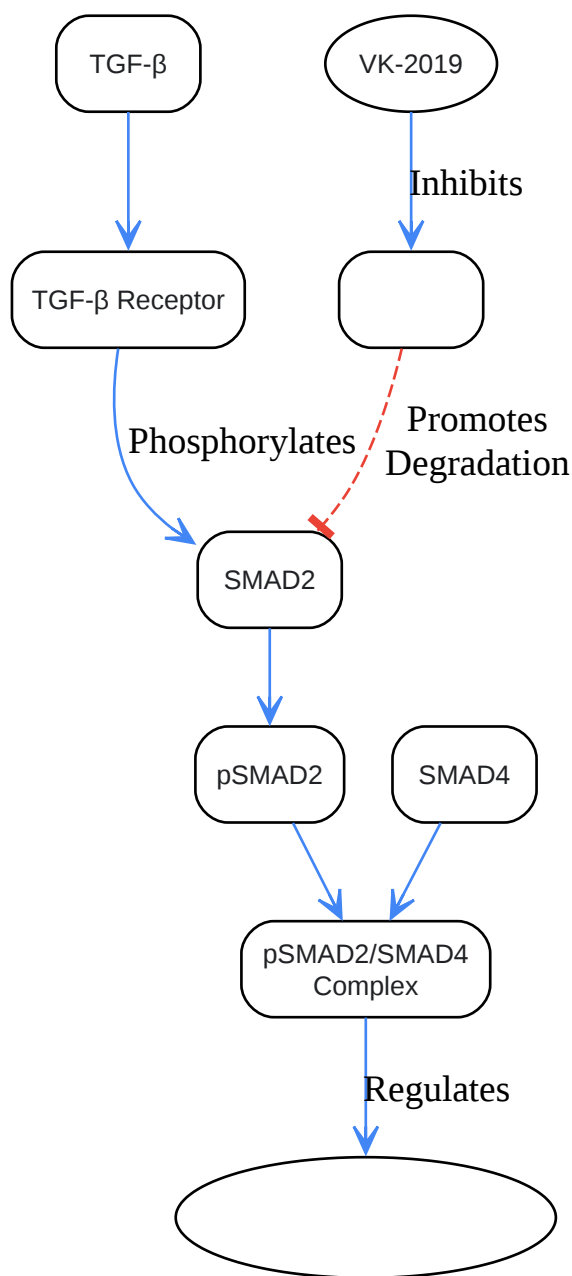 TGF-β
VK-2019
Inhibits
TGF-β Receptor
Phosphorylates
Promotes
Degradation
SMAD2
pSMAD2
SMAD4
pSMAD2/SMAD4
Complex
Regulates